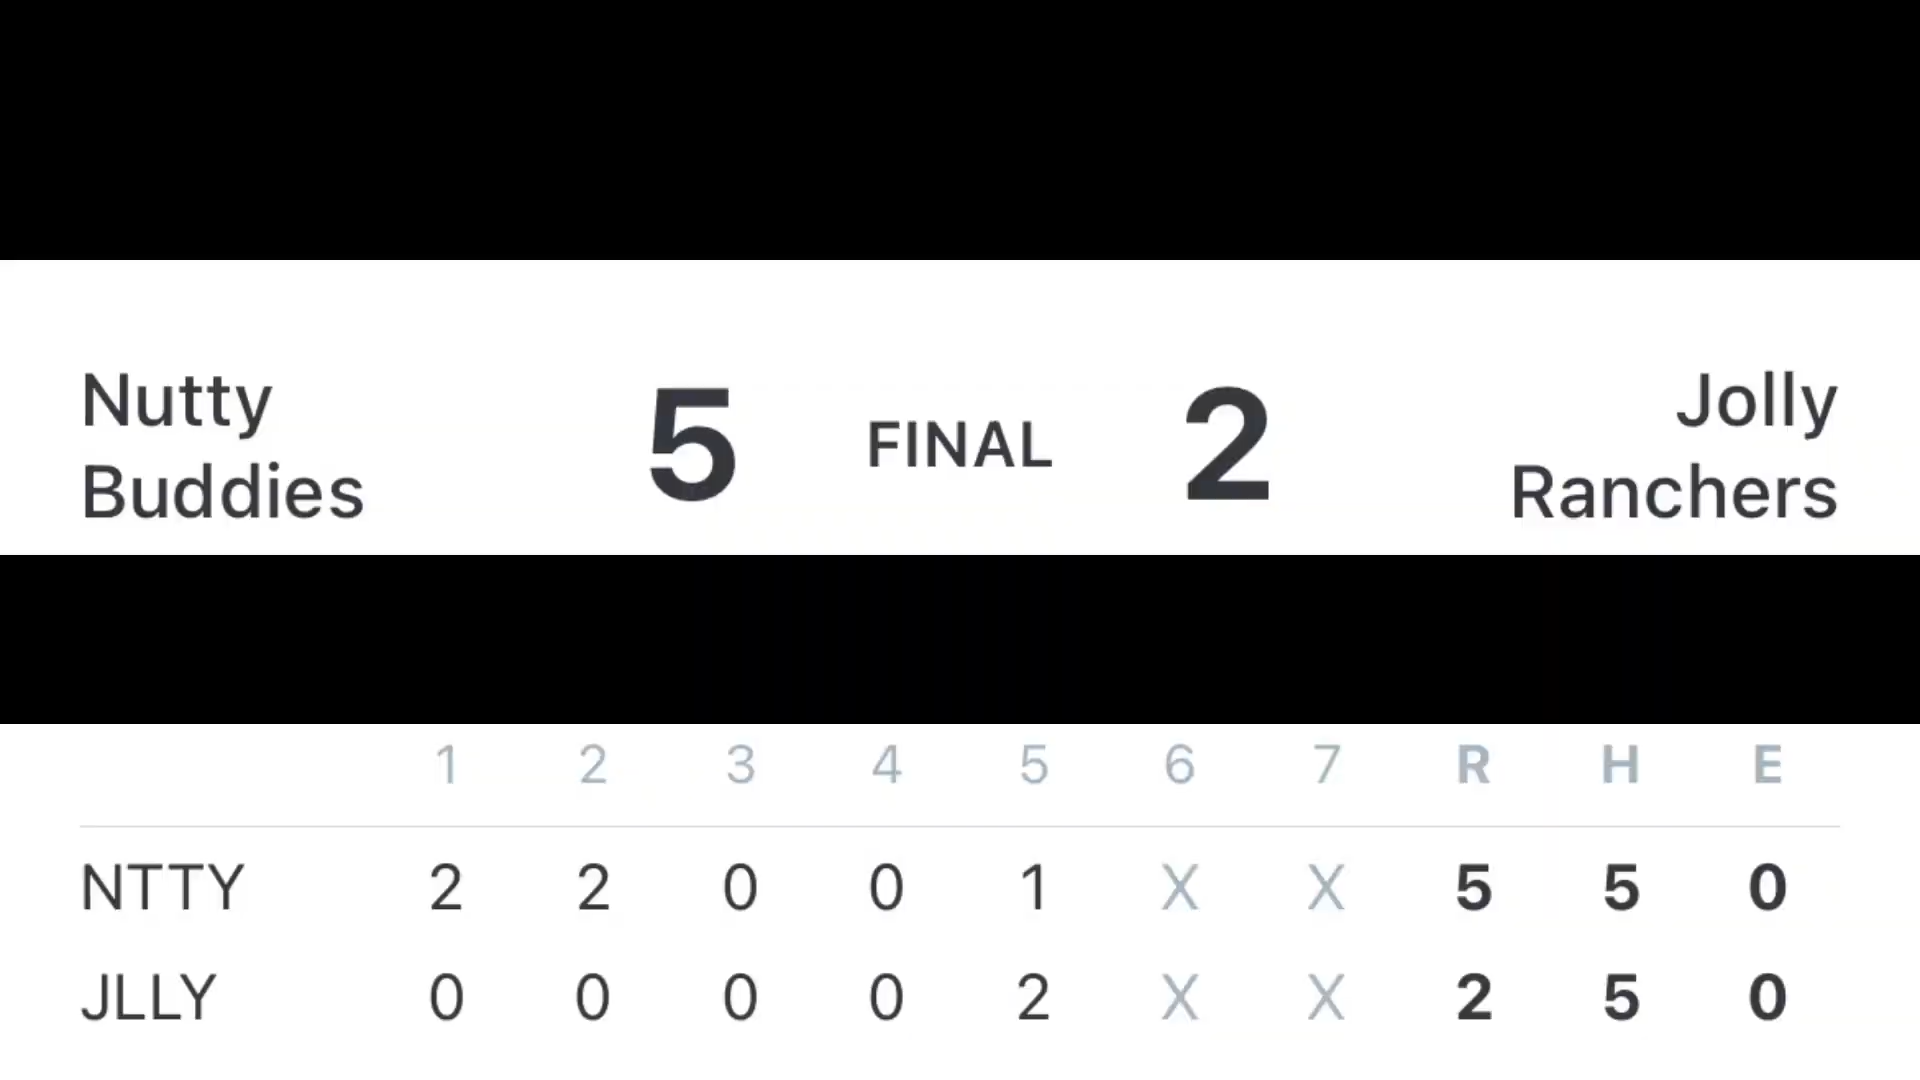 Nutty
Buddies
5 FINAL 2
Jolly
Ranchers
1 2 3 4 5 6 7 R H E
NTTY 2 2 0 0 1 X X 5 5 0
JLLY 0 0 0 0 2 X X 2 5 0